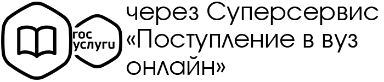 гос
услуги
через Суперсервис
«Поступление в вуз
онлайн»